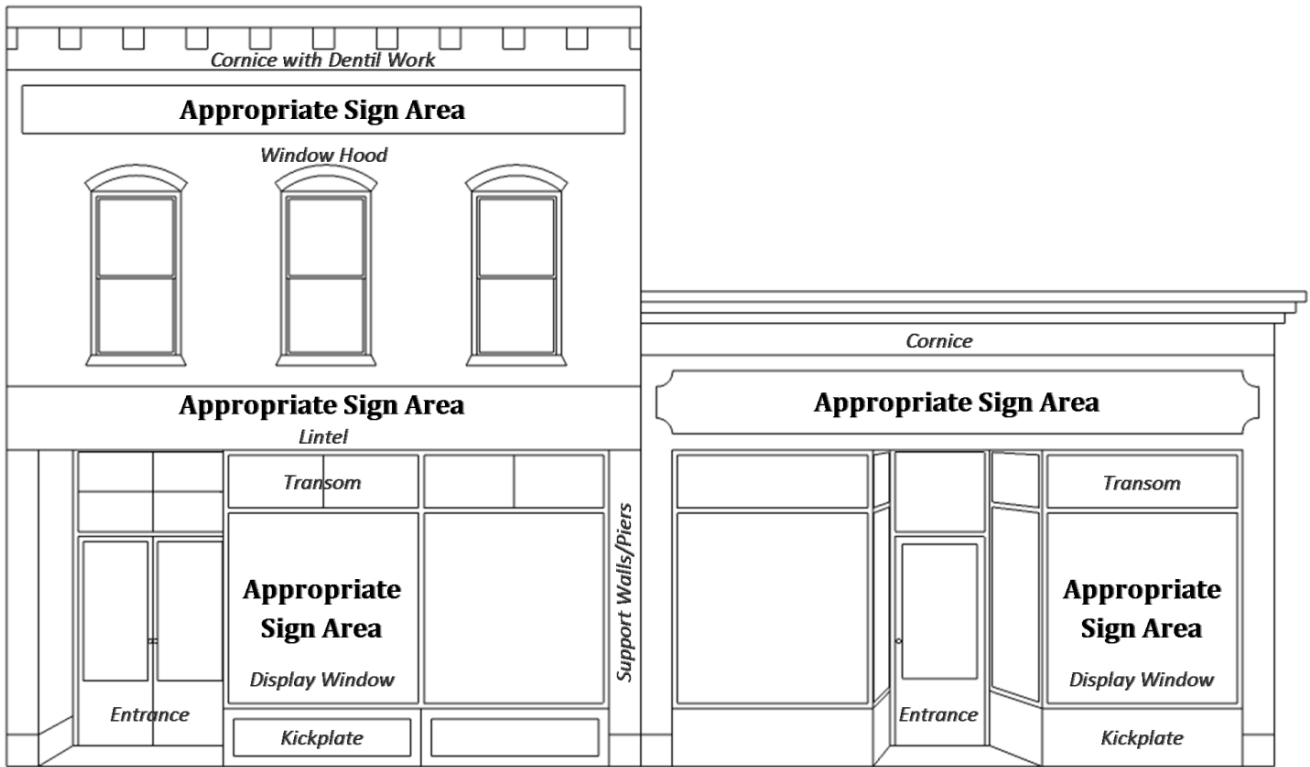 Cornice with Dentil Work
Appropriate Sign Area
Window Hood
Appropriate Sign Area
Lintel
Transom
Appropriate
Sign Area
Display Window
Entrance
Kickplate
Support Walls/Piers
Cornice
Appropriate Sign Area
Transom
Appropriate
Sign Area
Display Window
Entrance
Kickplate